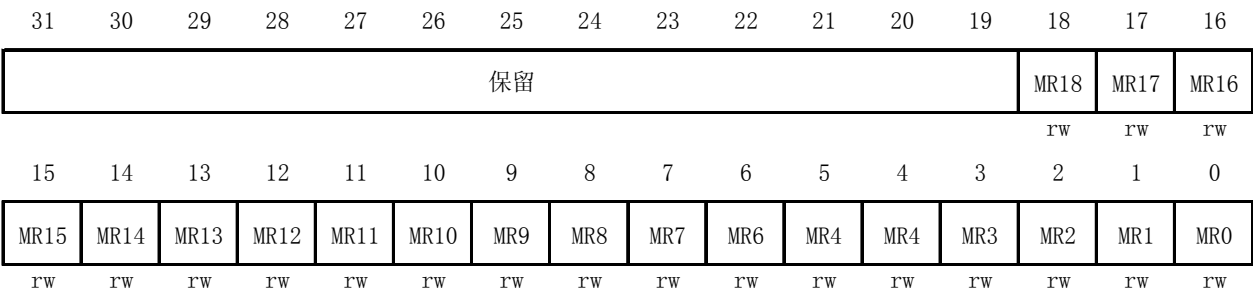 31 30 29 28 27 26 25 24 23 22 21 20 19 18 17 16
保留 MR18 MR17 MR16
rw rw rw
15 14 13 12 11 10 9 8 7 6 5 4 3 2 1 0
MR15 MR14 MR13 MR12 MR11 MR10 MR9 MR8 MR7 MR6 MR4 MR4 MR3 MR2 MR1 MR0
rw rw rw rw rw rw rw rw rw rw rw rw rw rw rw rw